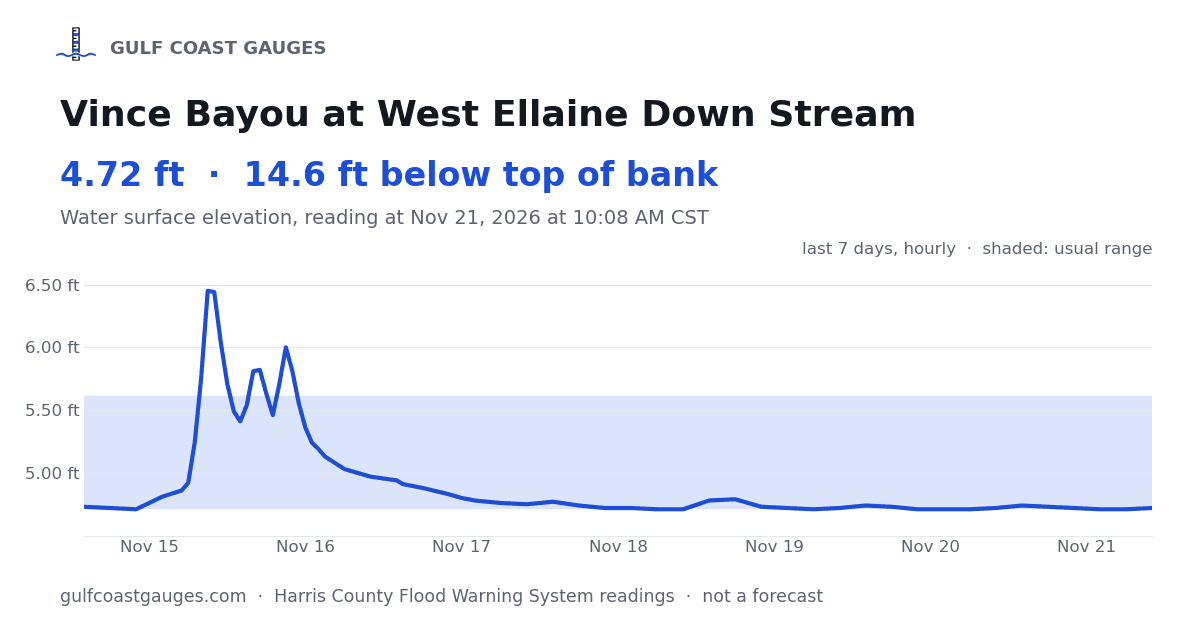 GULF COAST GAUGES
Vince Bayou at West Ellaine Down Stream
4.72 ft · 14.6 ft below top of bank
Water surface elevation, reading at Nov 21, 2026 at 10:08 AM CST
last 7 days, hourly · shaded: usual range
6.50 ft
6.00 ft
5.50 ft
5.00 ft
Nov 15 Nov 16 Nov 17 Nov 18 Nov 19 Nov 20 Nov 21
gulfcoastgauges.com · Harris County Flood Warning System readings · not a forecast